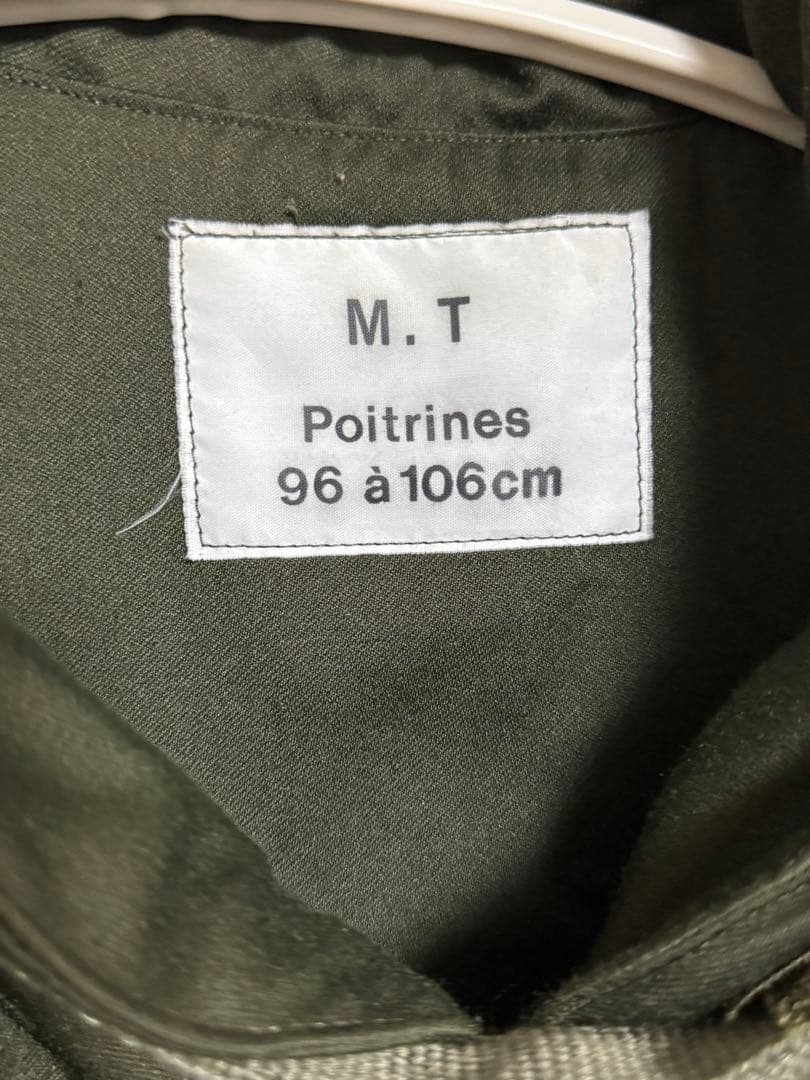 M. T
Poitrines
96 à 106cm